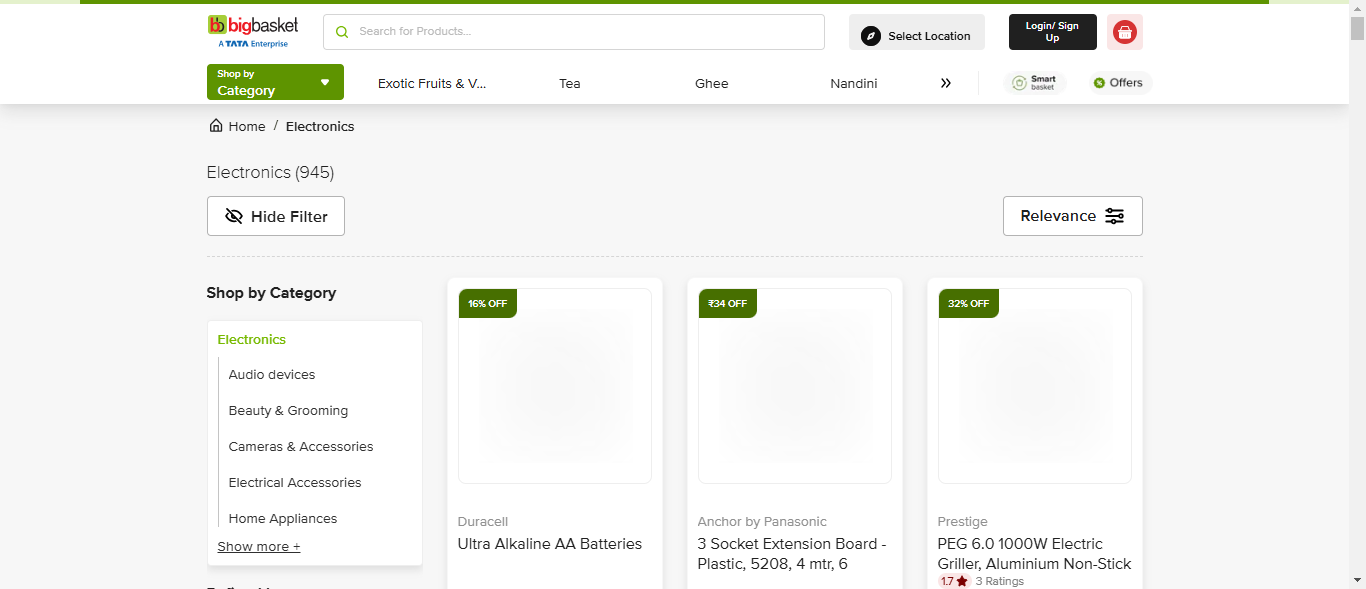 bb bigbasket
A TATA Enterprise
Search for Products...
Select Location
Login/ Sign
Up
Shop by
Category
Exotic Fruits & V...
Tea
Ghee
Nandini
Smart
basket
Offers
Home / Electronics
Electronics (945)
Hide Filter
Relevance
Shop by Category
Electronics
Audio devices
Beauty & Grooming
Cameras & Accessories
Electrical Accessories
Home Appliances
Show more +
16% OFF
Duracell
Ultra Alkaline AA Batteries
₹34 OFF
Anchor by Panasonic
3 Socket Extension Board -
Plastic, 5208, 4 mtr, 6
32% OFF
Prestige
PEG 6.0 1000W Electric
Griller, Aluminium Non-Stick
1.7 3 Ratings